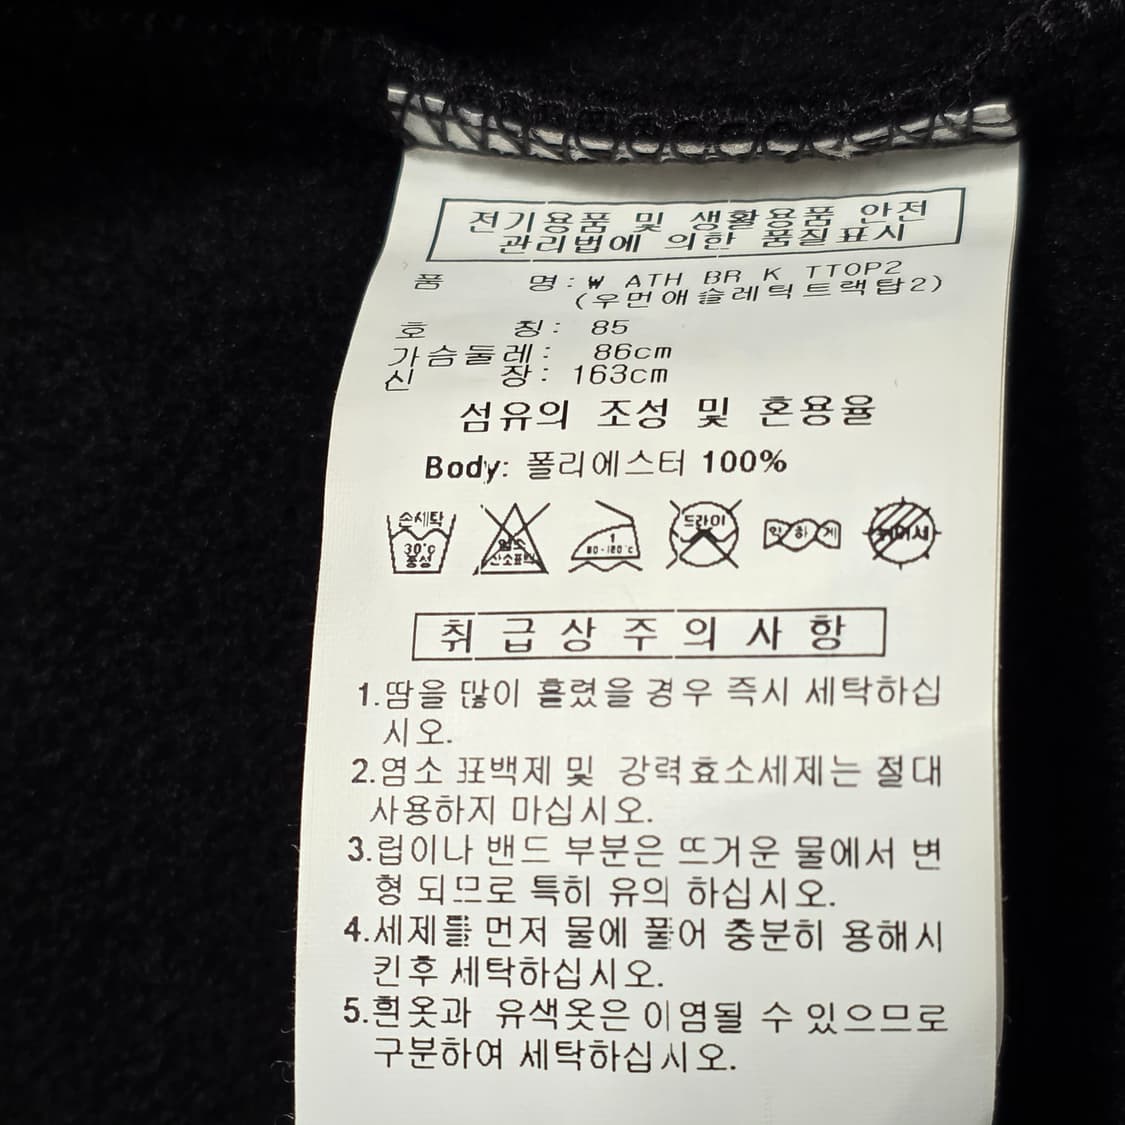 전기용품 및 생활용품 안전
관리법에 의한 품질표시
품 명: W ATH BR K TTOP2
(우먼애슬레틱트랙탑2)
호 칭: 85
가슴둘레: 86cm
신 장: 163cm
섬유의 조성 및 혼용율
Body: 폴리에스터 100%
손세탁 30°C 중성
염소 산소표백
1 80-120°C
드라이
약하게
취급상주의사항
1.땀을 많이 흘렸을 경우 즉시 세탁하십
시오.
2.염소 표백제 및 강력효소세제는 절대
사용하지 마십시오.
3.립이나 밴드 부분은 뜨거운 물에서 변
형 되므로 특히 유의 하십시오.
4.세제를 먼저 물에 풀어 충분히 용해시
킨후 세탁하십시오.
5.흰옷과 유색옷은 이염될 수 있으므로
구분하여 세탁하십시오.